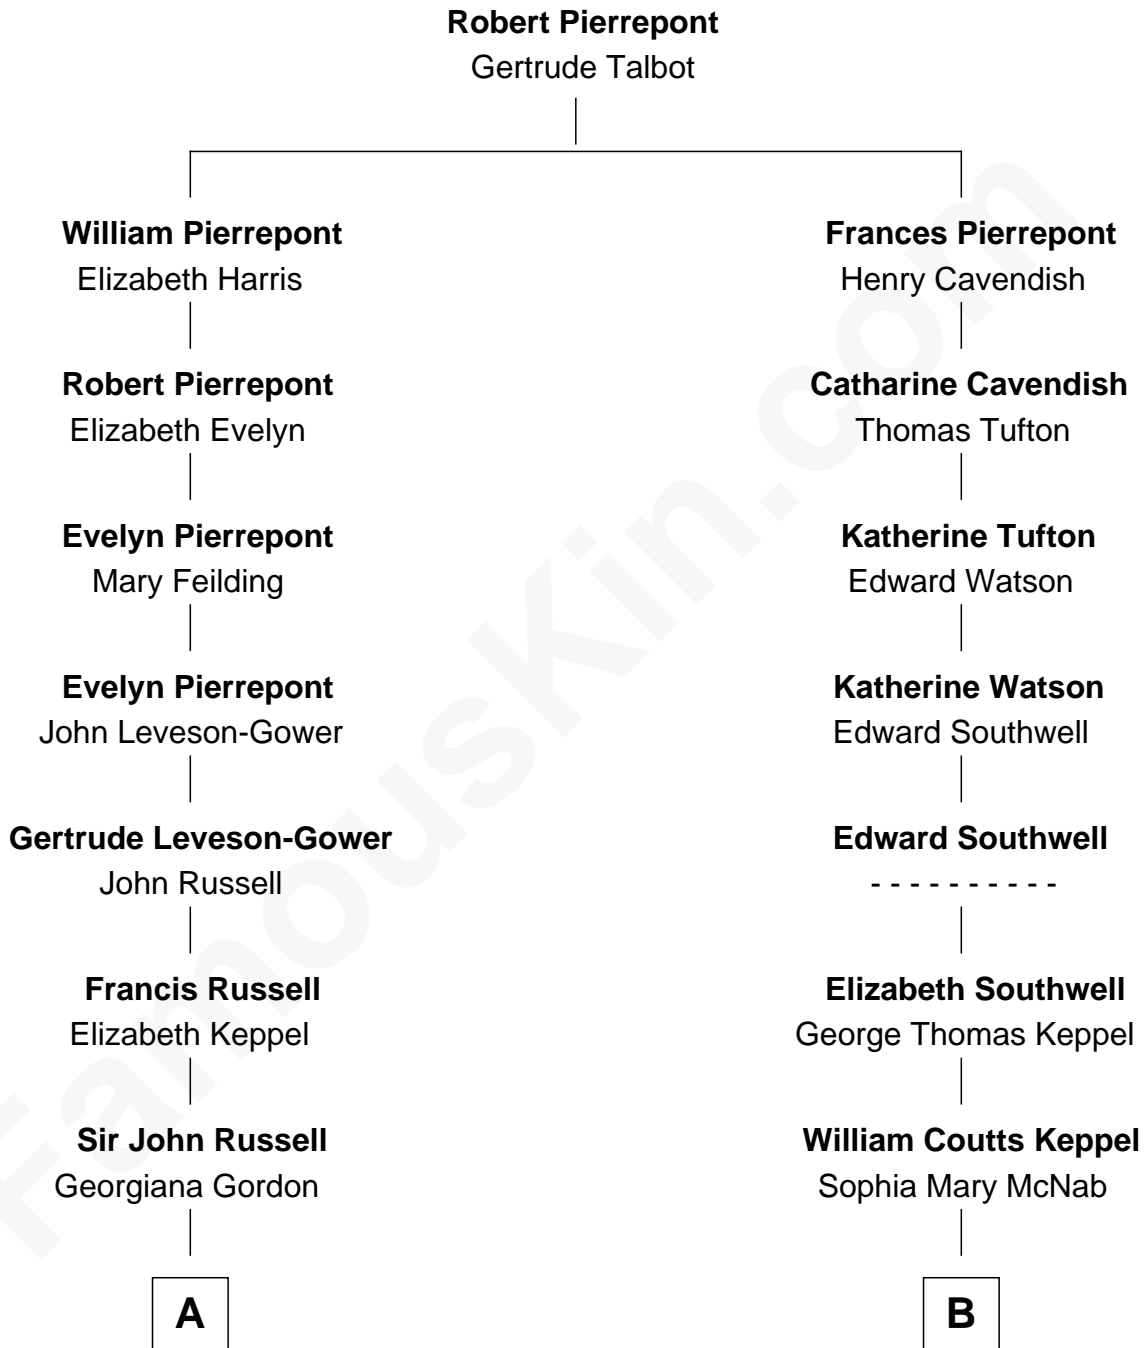 Robert Pierrepont
Gertrude Talbot
William Pierrepont
Elizabeth Harris
Frances Pierrepont
Henry Cavendish
Robert Pierrepont
Elizabeth Evelyn
Catharine Cavendish
Thomas Tufton
Evelyn Pierrepont
Mary Feilding
Katherine Tufton
Edward Watson
Evelyn Pierrepont
John Leveson-Gower
Katherine Watson
Edward Southwell
Gertrude Leveson-Gower
John Russell
Edward Southwell
- - - - - - - - - -
Francis Russell
Elizabeth Keppel
Elizabeth Southwell
George Thomas Keppel
Sir John Russell
Georgiana Gordon
William Coutts Keppel
Sophia Mary McNab
A
B
FamousKin.com